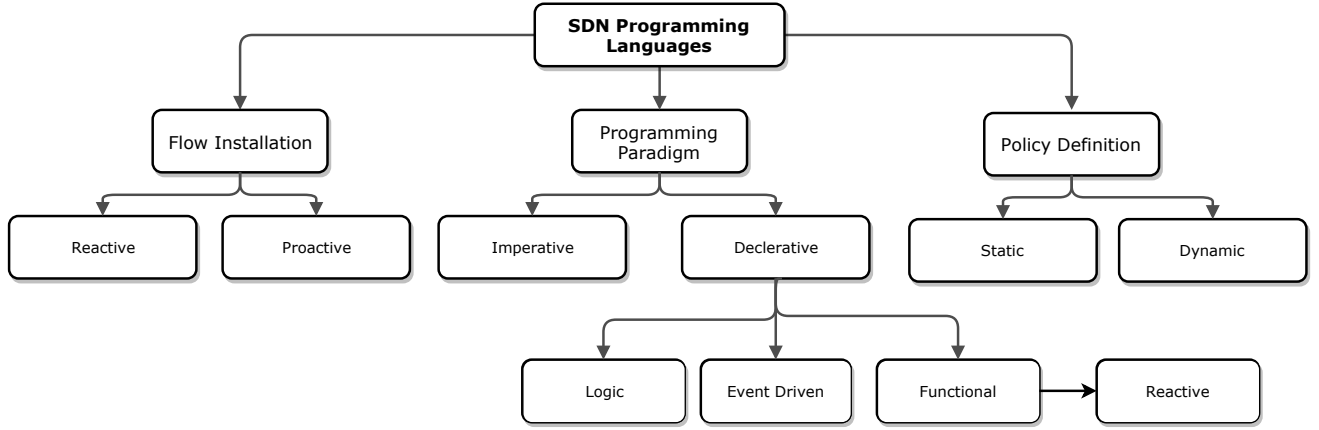 SDN Programming
Languages
Flow Installation
Programming
Paradigm
Policy Definition
Reactive
Proactive
Imperative
Declerative
Static
Dynamic
Logic
Event Driven
Functional
Reactive